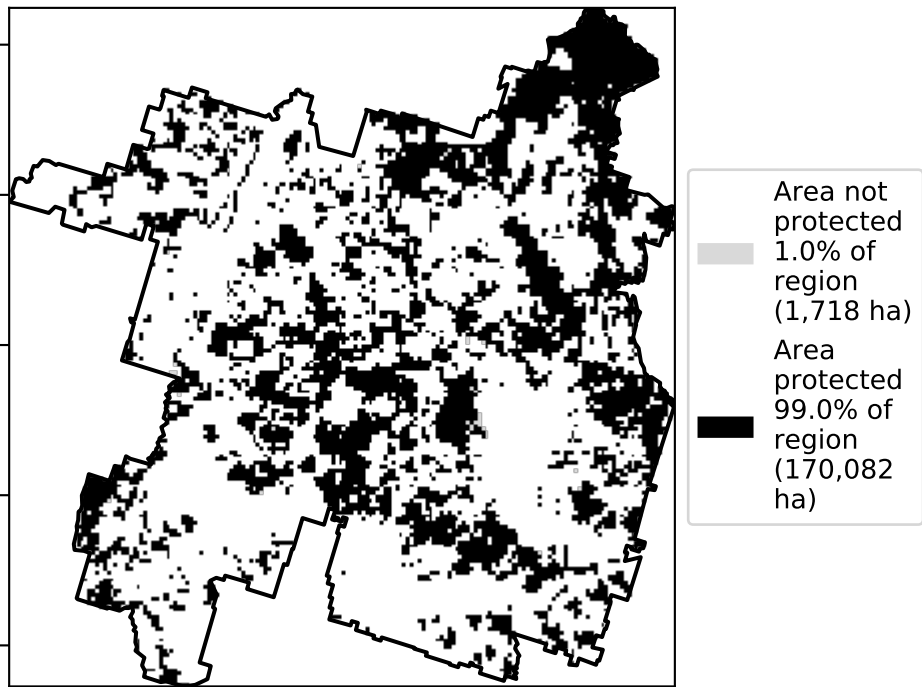 Area not
protected
1.0% of
region
(1,718 ha)
Area
protected
99.0% of
region
(170,082
ha)